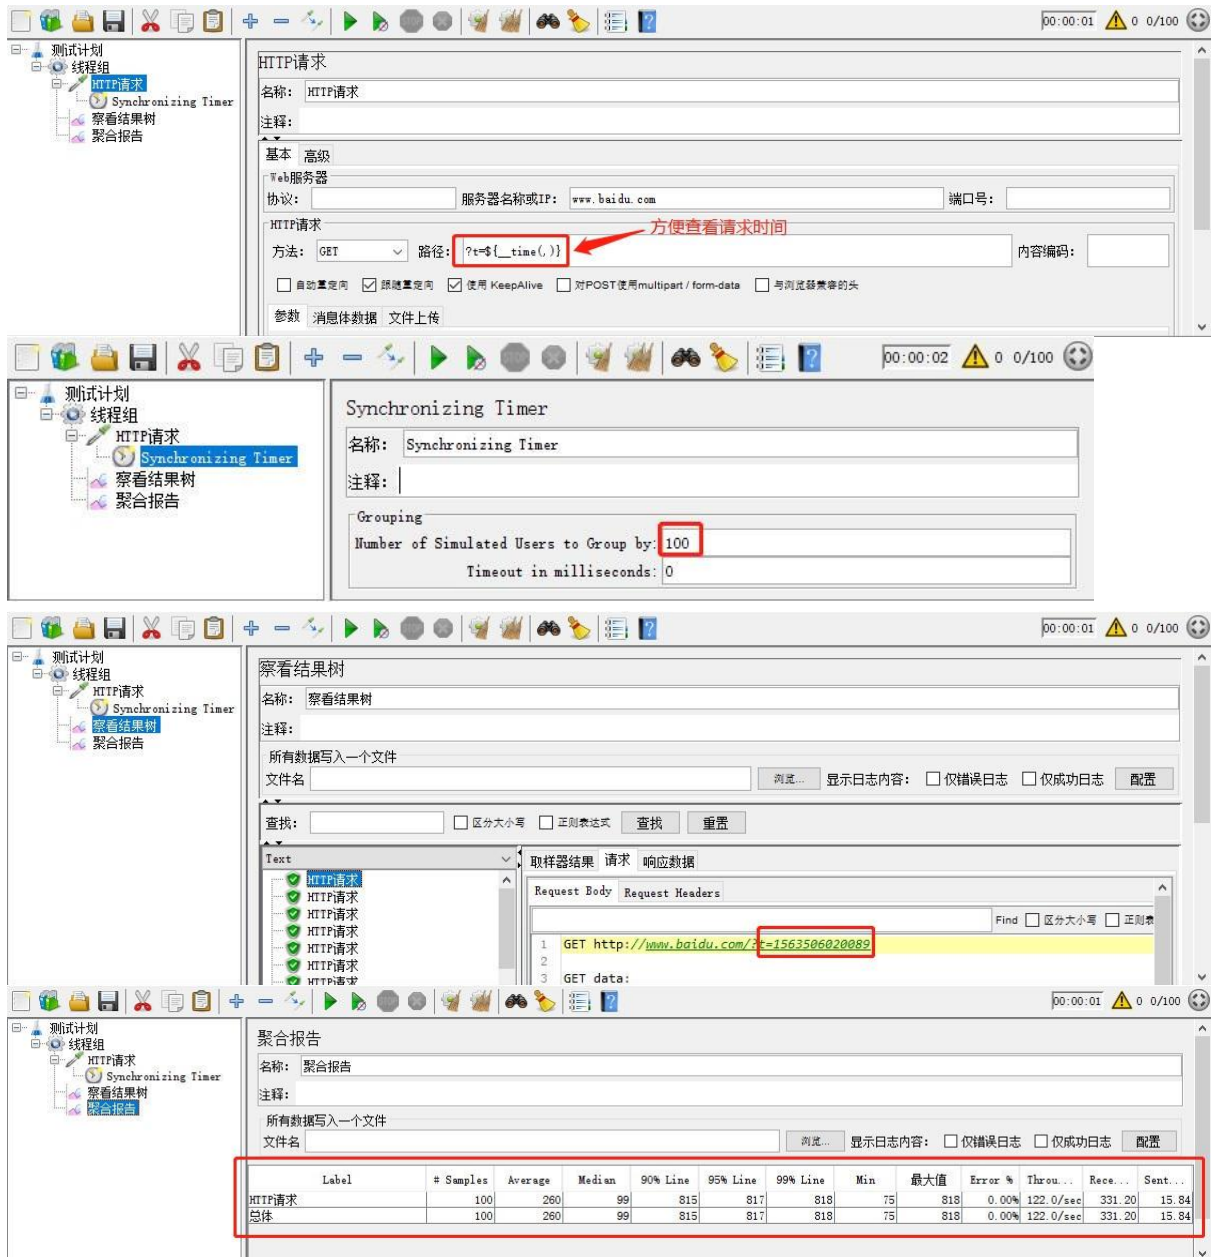 00:00:01 0 0/100
测试计划
线程组
HTTP请求
Synchronizing Timer
察看结果树
聚合报告
HTTP请求
名称: HTTP请求
注释:
基本 高级
Web服务器
协议: 服务器名称或IP: www.baidu.com 端口号:
HTTP请求 方便查看请求时间
方法: GET 路径: ?t=${__time(,)} 内容编码:
自动重定向 跟随重定向 使用 KeepAlive 对POST使用multipart / form-data 与浏览器兼容的头
参数 消息体数据 文件上传
00:00:02 0 0/100
测试计划
线程组
HTTP请求
Synchronizing Timer
察看结果树
聚合报告
Synchronizing Timer
名称: Synchronizing Timer
注释:
Grouping
Number of Simulated Users to Group by: 100
Timeout in milliseconds: 0
00:00:01 0 0/100
测试计划
线程组
HTTP请求
Synchronizing Timer
察看结果树
聚合报告
察看结果树
名称: 察看结果树
注释:
所有数据写入一个文件
文件名 浏览... 显示日志内容: 仅错误日志 仅成功日志 配置
查找: 区分大小写 正则表达式 查找 重置
Text
HTTP请求
HTTP请求
HTTP请求
HTTP请求
HTTP请求
HTTP请求
HTTP请求
取样器结果 请求 响应数据
Request Body Request Headers
Find 区分大小写 正则表
1 GET http://www.baidu.com/?t=1563506020089
2
3 GET data:
00:00:01 0 0/100
测试计划
线程组
HTTP请求
Synchronizing Timer
察看结果树
聚合报告
聚合报告
名称: 聚合报告
注释:
所有数据写入一个文件
文件名 浏览... 显示日志内容: 仅错误日志 仅成功日志 配置
Label # Samples Average Median 90% Line 95% Line 99% Line Min 最大值 Error % Throu... Rece... Sent...
HTTP请求 100 260 99 815 817 818 75 818 0.00% 122.0/sec 331.20 15.84
总体 100 260 99 815 817 818 75 818 0.00% 122.0/sec 331.20 15.84